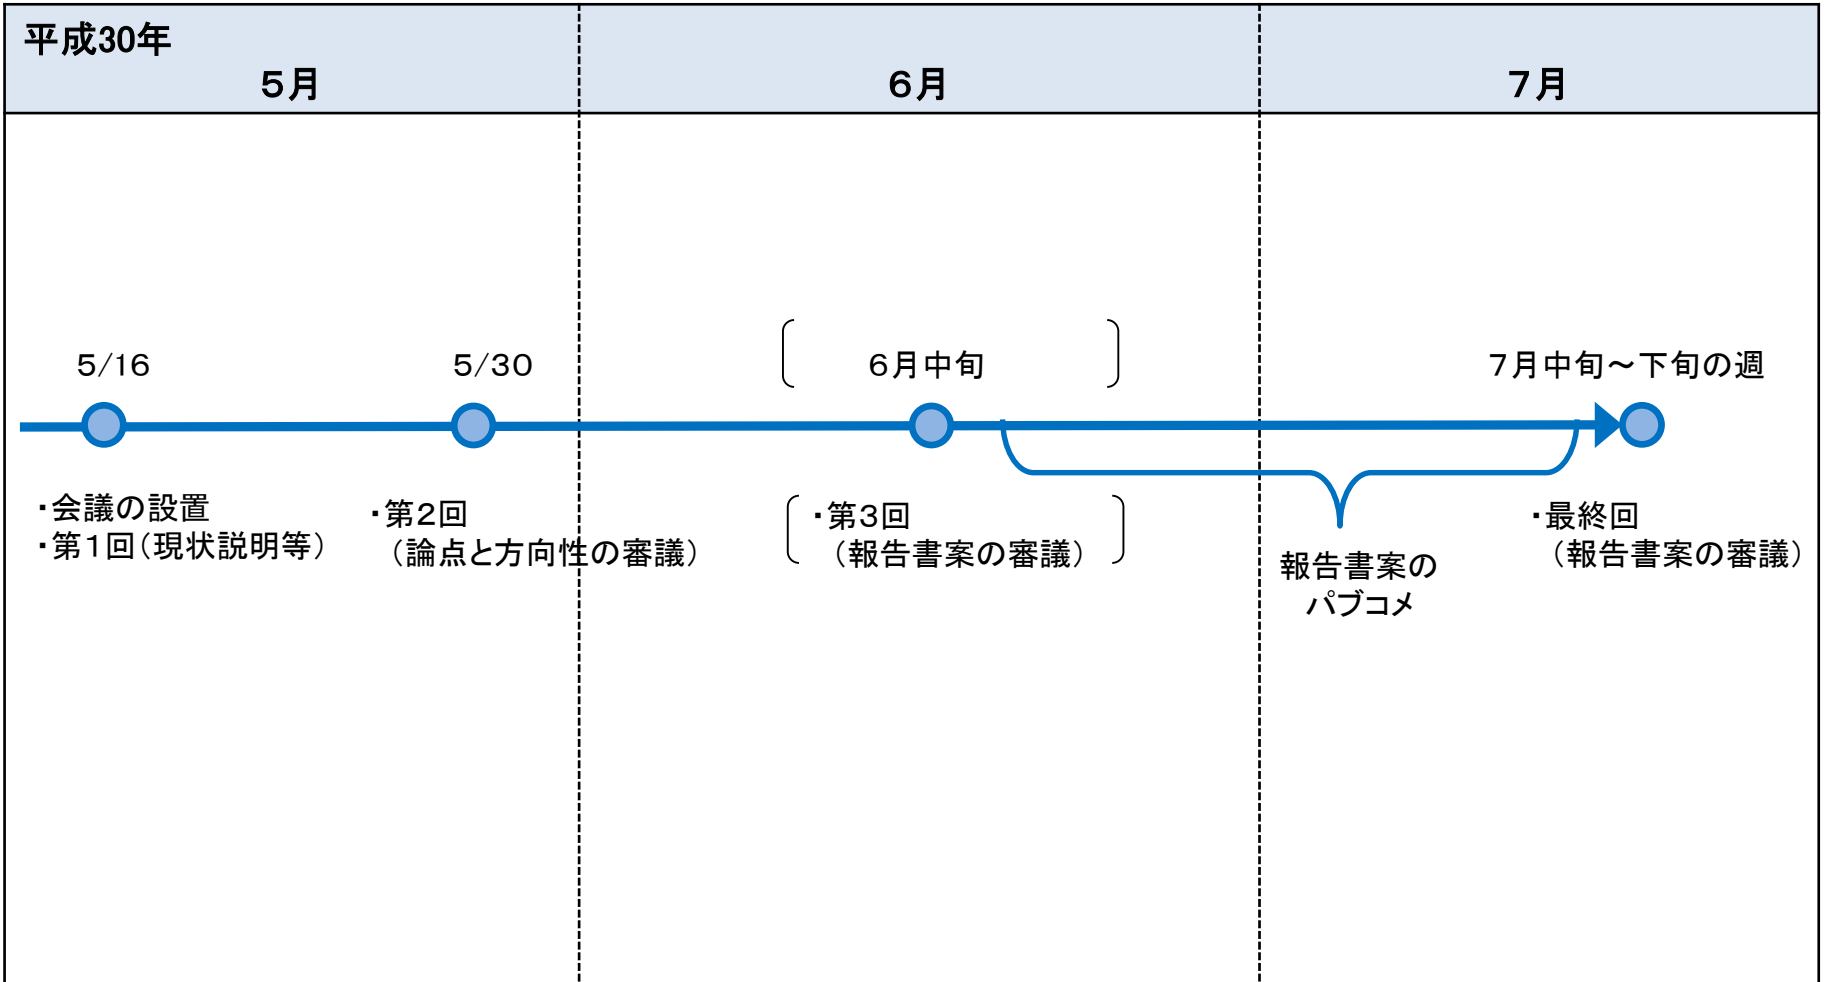 平成30年
５月
６月
７月
５/16
５/３０
６月中旬
７月中旬～下旬の週
・会議の設置
・第１回（現状説明等）
・第２回
（論点と方向性の審議）
・第３回
（報告書案の審議）
報告書案の
パブコメ
・最終回
（報告書案の審議）